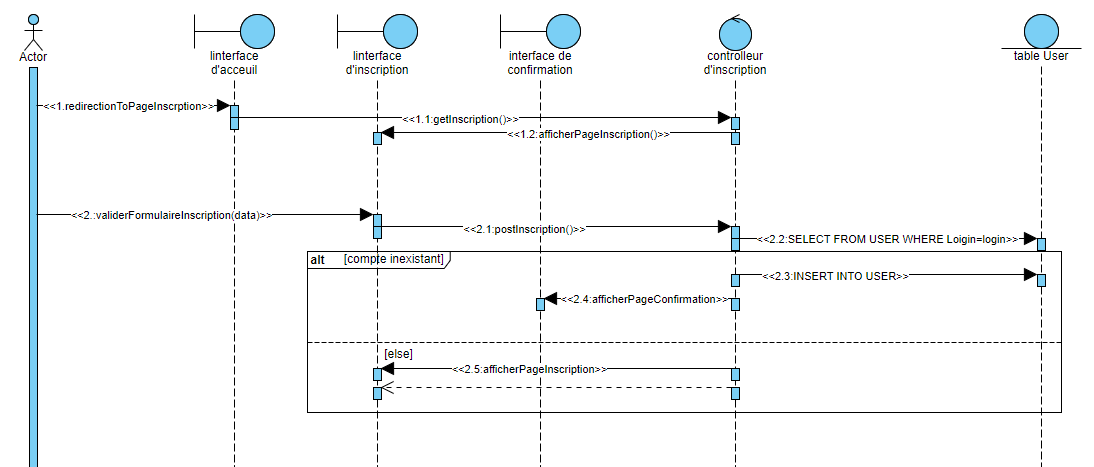 Actor
linterface
d'acceuil
linterface
d'inscription
interface de
confirmation
controlleur
d'inscription
table User
<<1.redirectionToPageInscrption>>
<<1.1:getInscription()>>
<<1.2:afficherPageInscription()>>
<<2.:validerFormulaireInscription(data)>>
<<2.1:postInscription()>>
<<2.2:SELECT FROM USER WHERE Loigin=login>>
alt
[compte inexistant]
<<2.3:INSERT INTO USER>>
<<2.4:afficherPageConfirmation>>
[else]
<<2.5:afficherPageInscription>>